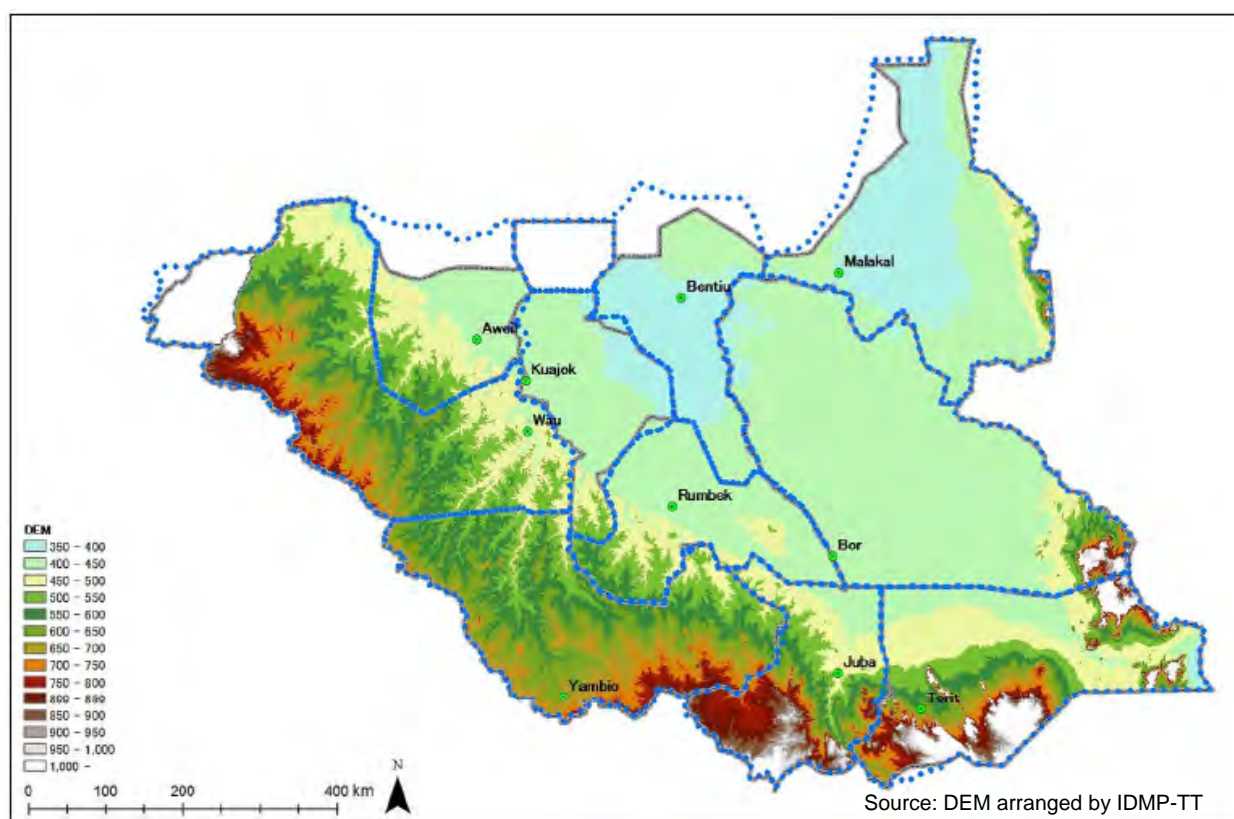 Malakal
Bentiu
Aweil
Kuajok
Wau
Rumbek
Bor
Juba
Yambio
Torit
DEM
350 - 400
400 - 450
450 - 500
500 - 550
550 - 600
600 - 650
650 - 700
700 - 750
750 - 800
800 - 850
850 - 900
900 - 950
950 - 1,000
1,000 -
N
0 100 200 400 km
Source: DEM arranged by IDMP-TT